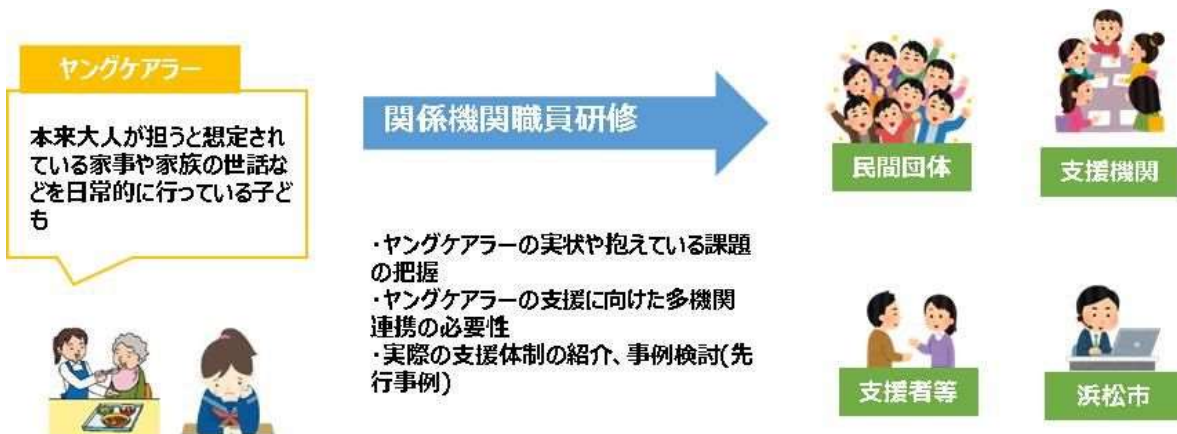 ヤングケアラー
本来大人が担うと想定され
ている家事や家族の世話な
どを日常的に行っている子ど
も
関係機関職員研修
・ヤングケアラーの実状や抱えている課題
の把握
・ヤングケアラーの支援に向けた多機関
連携の必要性
・実際の支援体制の紹介、事例検討(先
行事例)
民間団体
支援機関
支援者等
浜松市